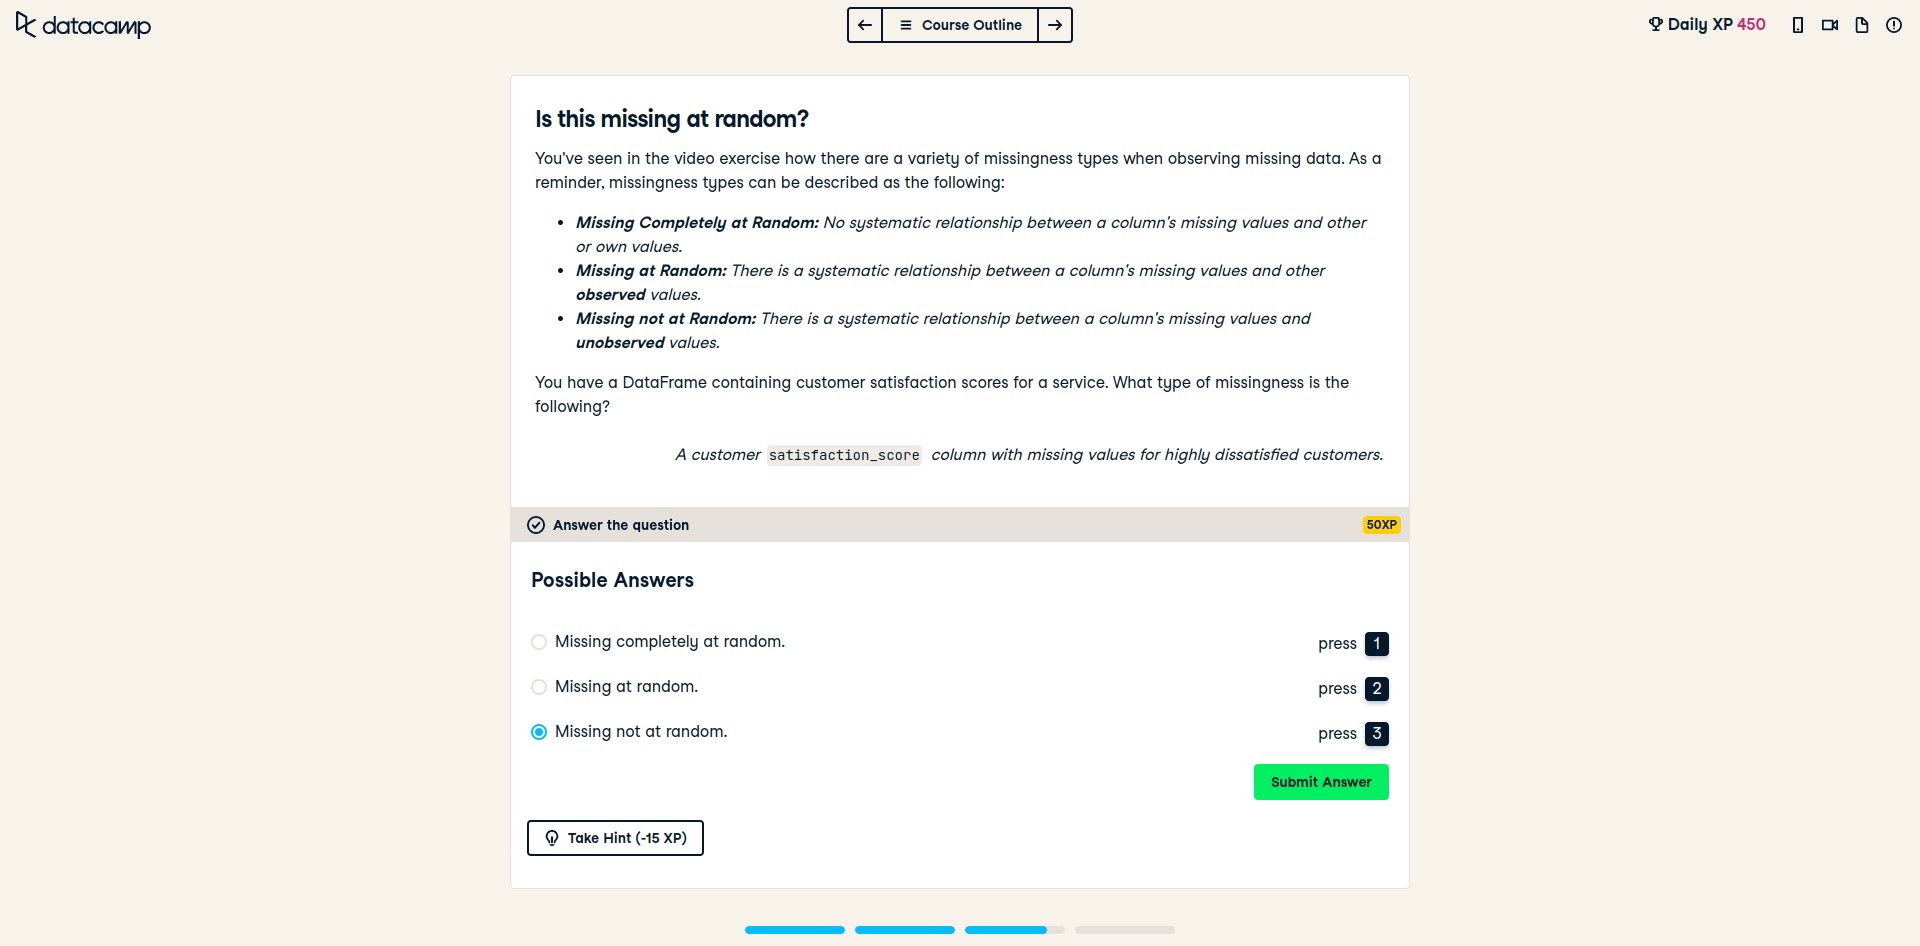 datacamp
Course Outline
Daily XP 450
Is this missing at random?
You've seen in the video exercise how there are a variety of missingness types when observing missing data. As a
reminder, missingness types can be described as the following:
• Missing Completely at Random: No systematic relationship between a column's missing values and other
or own values.
• Missing at Random: There is a systematic relationship between a column's missing values and other
observed values.
• Missing not at Random: There is a systematic relationship between a column's missing values and
unobserved values.
You have a DataFrame containing customer satisfaction scores for a service. What type of missingness is the
following?
A customer satisfaction_score column with missing values for highly dissatisfied customers.
Answer the question
50XP
Possible Answers
Missing completely at random.
press 1
Missing at random.
press 2
Missing not at random.
press 3
Submit Answer
Take Hint (-15 XP)